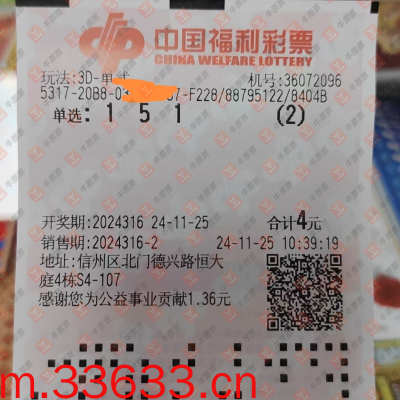 中国福利彩票
CHINA WELFARE LOTTERY
玩法:3D-单式 机号:36072096
5317-20B8-0 37-F228/88795122/8404B
单选: 1 5 1 (2)
开奖期:2024316 24-11-25 合计4元
销售期:2024316-2 24-11-25 10:39:19
地址:信州区北门德兴路恒大
庭4栋S4-107
感谢您为公益事业贡献1.36元
m.33633.cn